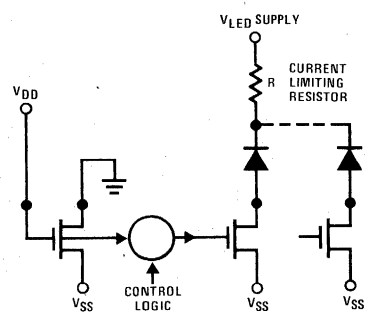 VLED SUPPLY
R
CURRENT
LIMITING
RESISTOR
VDD
VSS
CONTROL
LOGIC
VSS
VSS